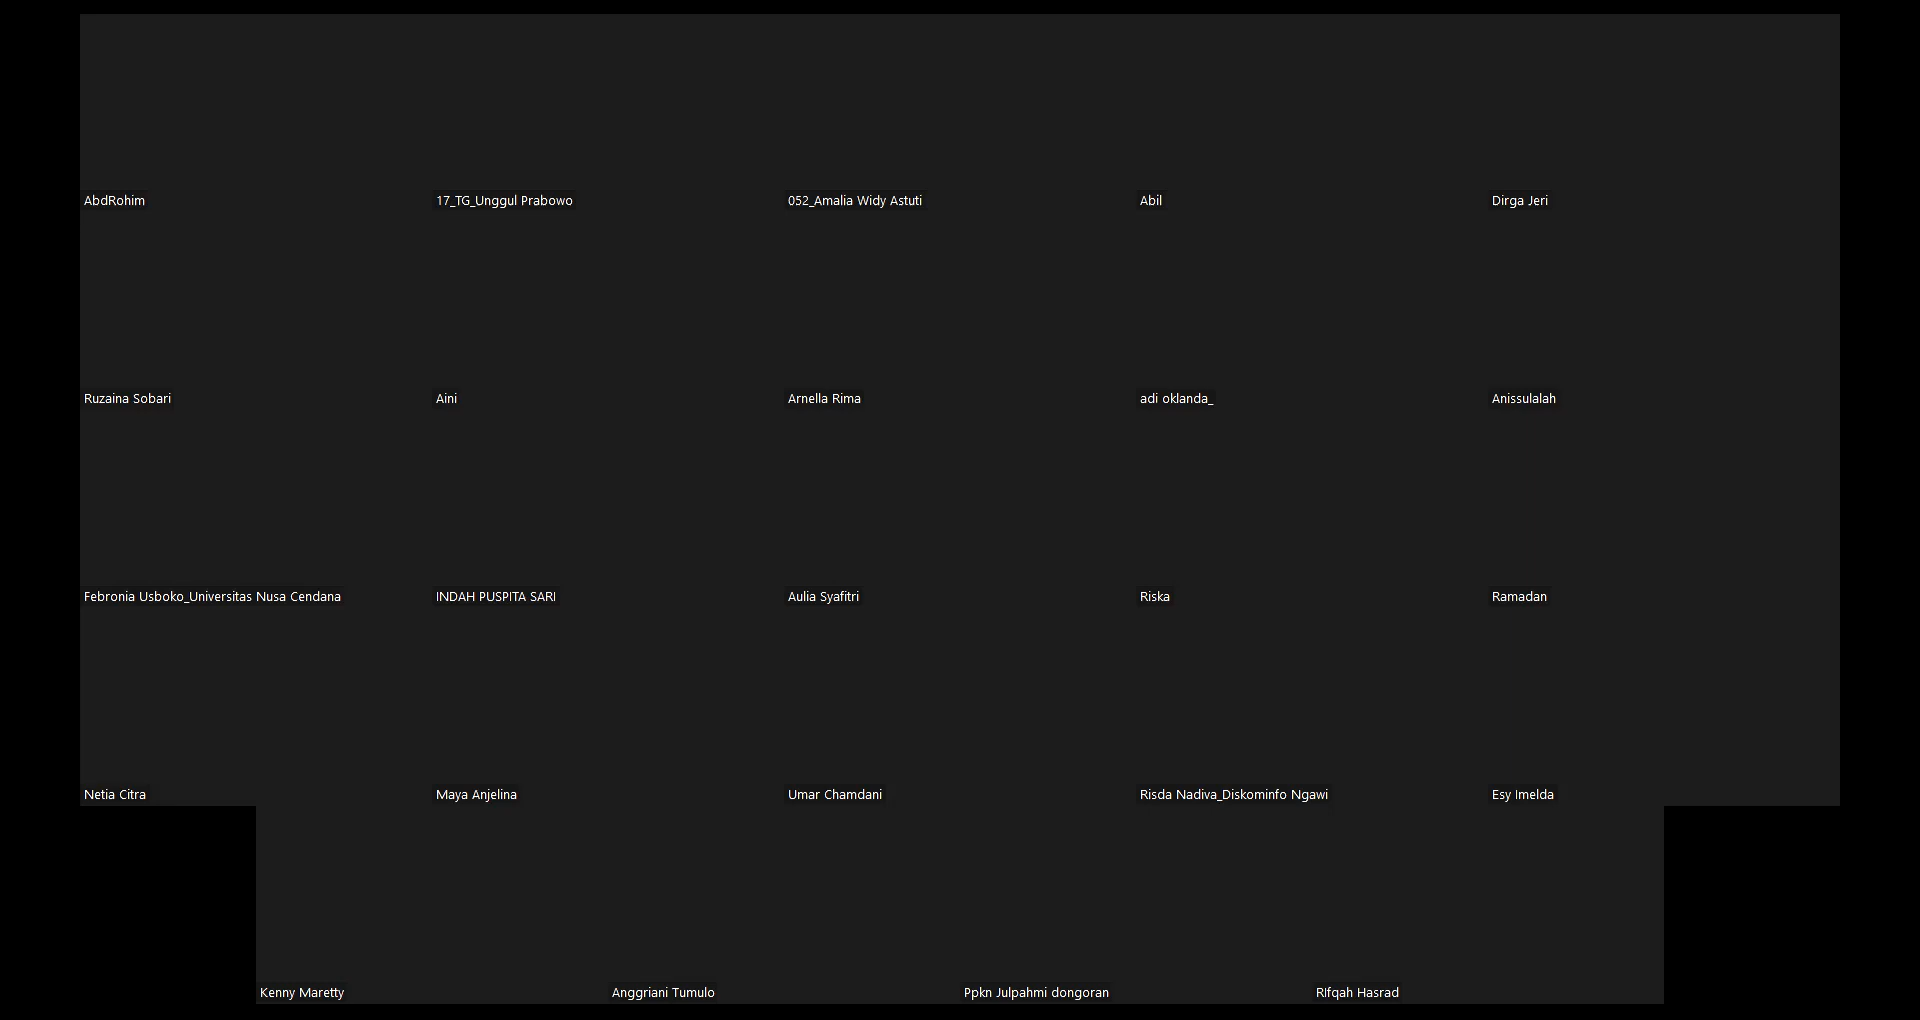 AbdRohim
17_TG_Unggul Prabowo
052_Amalia Widy Astuti
Abil
Dirga Jeri
Ruzaina Sobari
Aini
Arnella Rima
adi oklanda_
Anissulalah
Febronia Usboko_Universitas Nusa Cendana
INDAH PUSPITA SARI
Aulia Syafitri
Riska
Ramadan
Netia Citra
Maya Anjelina
Umar Chamdani
Risda Nadiva_Diskominfo Ngawi
Esy Imelda
Kenny Maretty
Anggriani Tumulo
Ppkn Julpahmi dongoran
RIfqah Hasrad